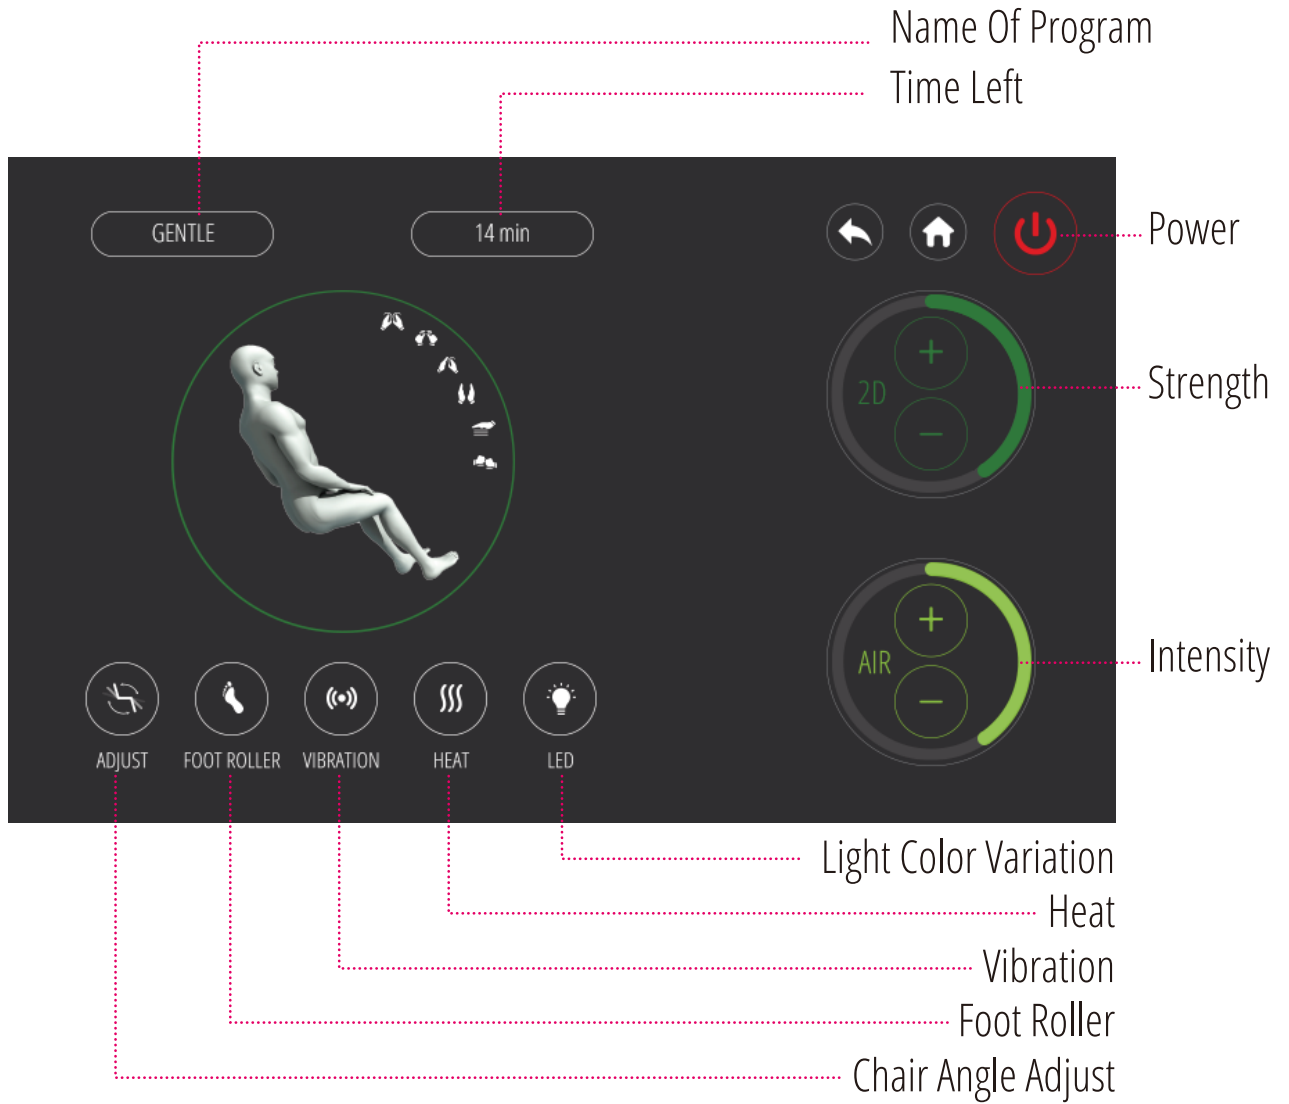 Name Of Program
Time Left
GENTLE
14 min
Power
2D
Strength
AIR
Intensity
ADJUST
FOOT ROLLER
VIBRATION
HEAT
LED
Light Color Variation
Heat
Vibration
Foot Roller
Chair Angle Adjust